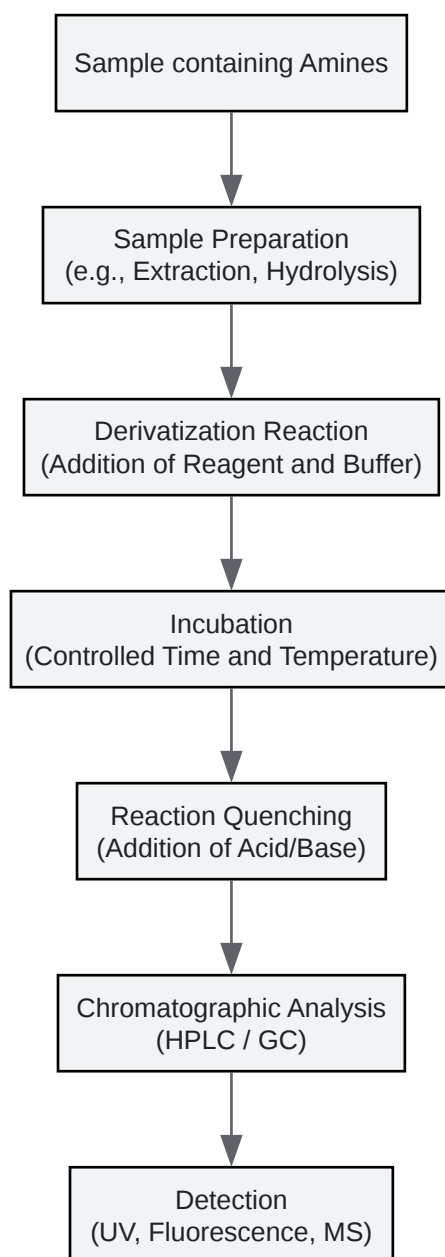 Sample containing Amines
Sample Preparation
(e.g., Extraction, Hydrolysis)
Derivatization Reaction
(Addition of Reagent and Buffer)
Incubation
(Controlled Time and Temperature)
Reaction Quenching
(Addition of Acid/Base)
Chromatographic Analysis
(HPLC / GC)
Detection
(UV, Fluorescence, MS)